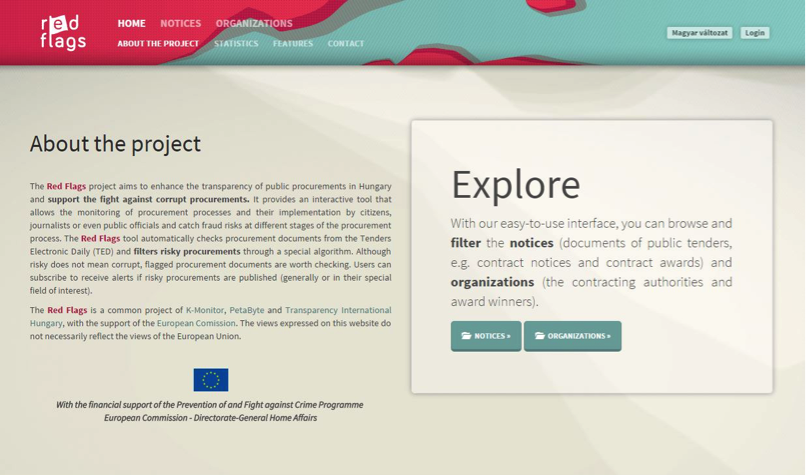 red
flags
HOME NOTICES ORGANIZATIONS
ABOUT THE PROJECT STATISTICS FEATURES CONTACT
Magyar változat Login
About the project
The Red Flags project aims to enhance the transparency of public procurements in Hungary
and support the fight against corrupt procurements. It provides an interactive tool that
allows the monitoring of procurement processes and their implementation by citizens,
journalists or even public officials and catch fraud risks at different stages of the procurement
process. The Red Flags tool automatically checks procurement documents from the Tenders
Electronic Daily (TED) and filters risky procurements through a special algorithm. Although
risky does not mean corrupt, flagged procurement documents are worth checking. Users can
subscribe to receive alerts if risky procurements are published (generally or in their special
field of interest).
The Red Flags is a common project of K-Monitor, PetaByte and Transparency International
Hungary, with the support of the European Comission. The views expressed on this website do
not necessarily reflect the views of the European Union.
With the financial support of the Prevention of and Fight against Crime Programme
European Commission - Directorate-General Home Affairs
Explore
With our easy-to-use interface, you can browse and
filter the notices (documents of public tenders,
e.g. contract notices and contract awards) and
organizations (the contracting authorities and
award winners).
NOTICES » ORGANIZATIONS »